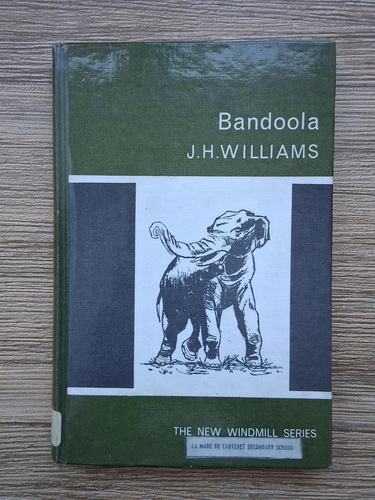 Bandoola
J.H.WILLIAMS
THE NEW WINDMILL SERIES
LA MARE DE CARTERET SECONDARY SCHOOL